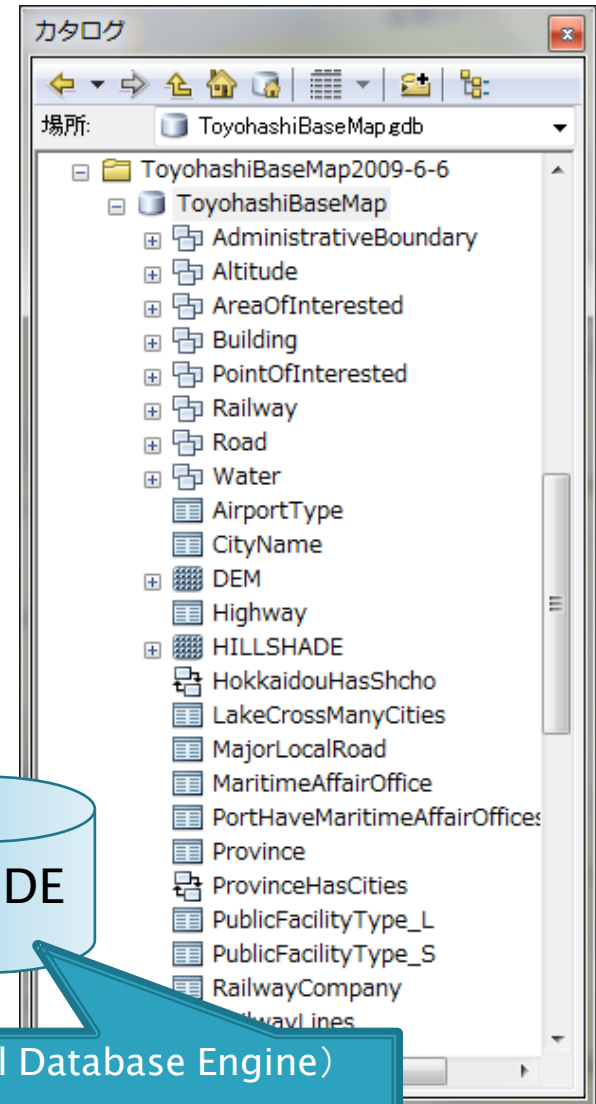 カタログ
場所: ToyohashiBaseMap.gdb
ToyohashiBaseMap2009-6-6
ToyohashiBaseMap
AdministrativeBoundary
Altitude
AreaOfInterested
Building
PointOfInterested
Railway
Road
Water
AirportType
CityName
DEM
Highway
HILLSHADE
HokkaidouHasShcho
LakeCrossManyCities
MajorLocalRoad
MaritimeAffairOffice
PortHaveMaritimeAffairOffices
Province
ProvinceHasCities
PublicFacilityType_L
PublicFacilityType_S
RailwayCompany
DE
l Database Engine）